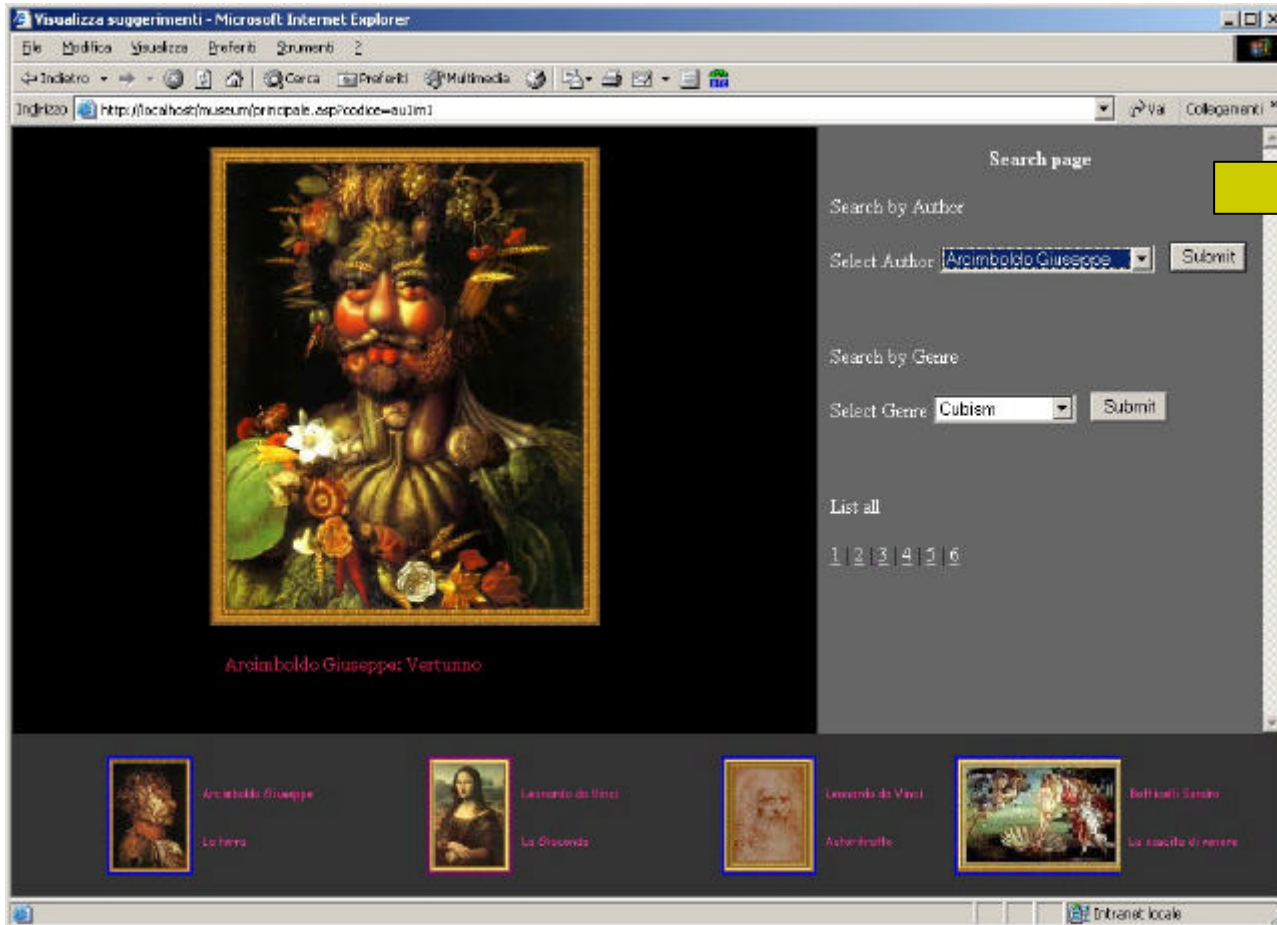 Visualizza suggerimenti - Microsoft Internet Explorer
File Modifica Visualizza Preferiti Strumenti ?
Indietro Cerca Preferiti Multimedia
Indirizzo http://localhost/museum/principale.asp?codice=au1im1 Vai Collegamenti
Search page
Search by Author
Select Author Arcimboldo Giuseppe Submit
Search by Genre
Select Genre Cubism Submit
List all
1 | 2 | 3 | 4 | 5 | 6
Arcimboldo Giuseppe: Vertunno
Arcimboldo Giuseppe
La terra
Leonardo da Vinci
La Gioconda
Leonardo da Vinci
Autoritratto
Botticelli Sandro
La nascita di venere
Intranet locale